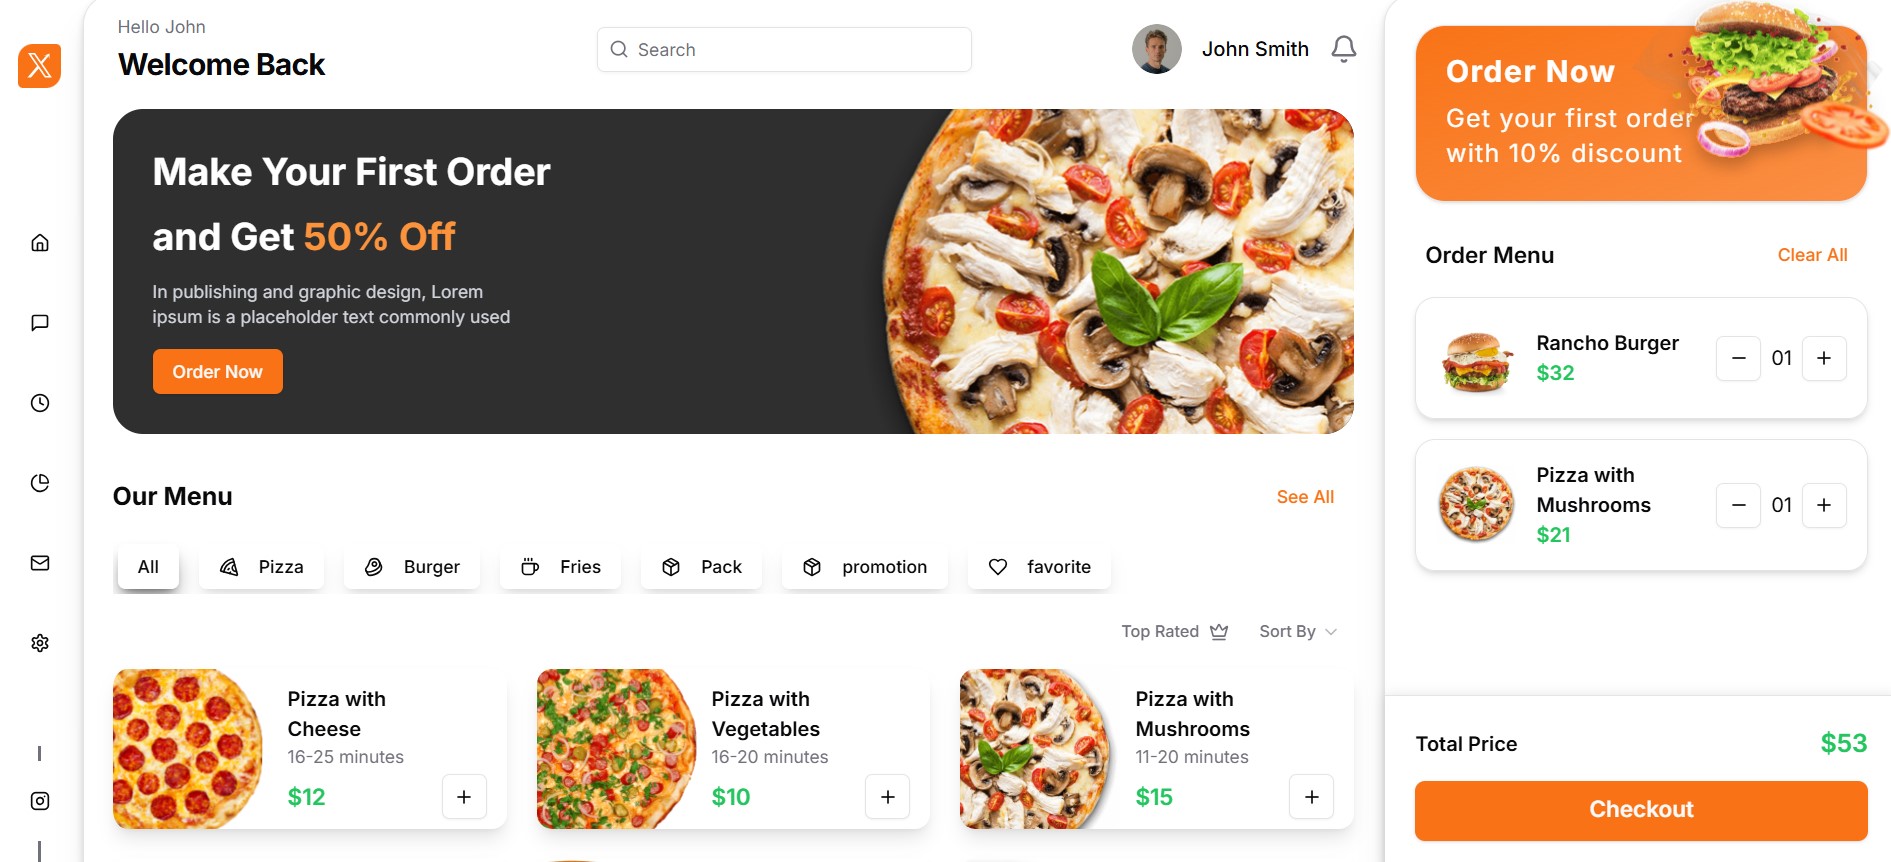 Hello John
Welcome Back
Search
John Smith
Make Your First Order
and Get 50% Off
In publishing and graphic design, Lorem
ipsum is a placeholder text commonly used
Order Now
Our Menu
See All
All
Pizza
Burger
Fries
Pack
promotion
favorite
Top Rated
Sort By
Pizza with
Cheese
16-25 minutes
$12
Pizza with
Vegetables
16-20 minutes
$10
Pizza with
Mushrooms
11-20 minutes
$15
Order Now
Get your first order
with 10% discount
Order Menu
Clear All
Rancho Burger
$32
01
Pizza with
Mushrooms
$21
01
Total Price
$53
Checkout